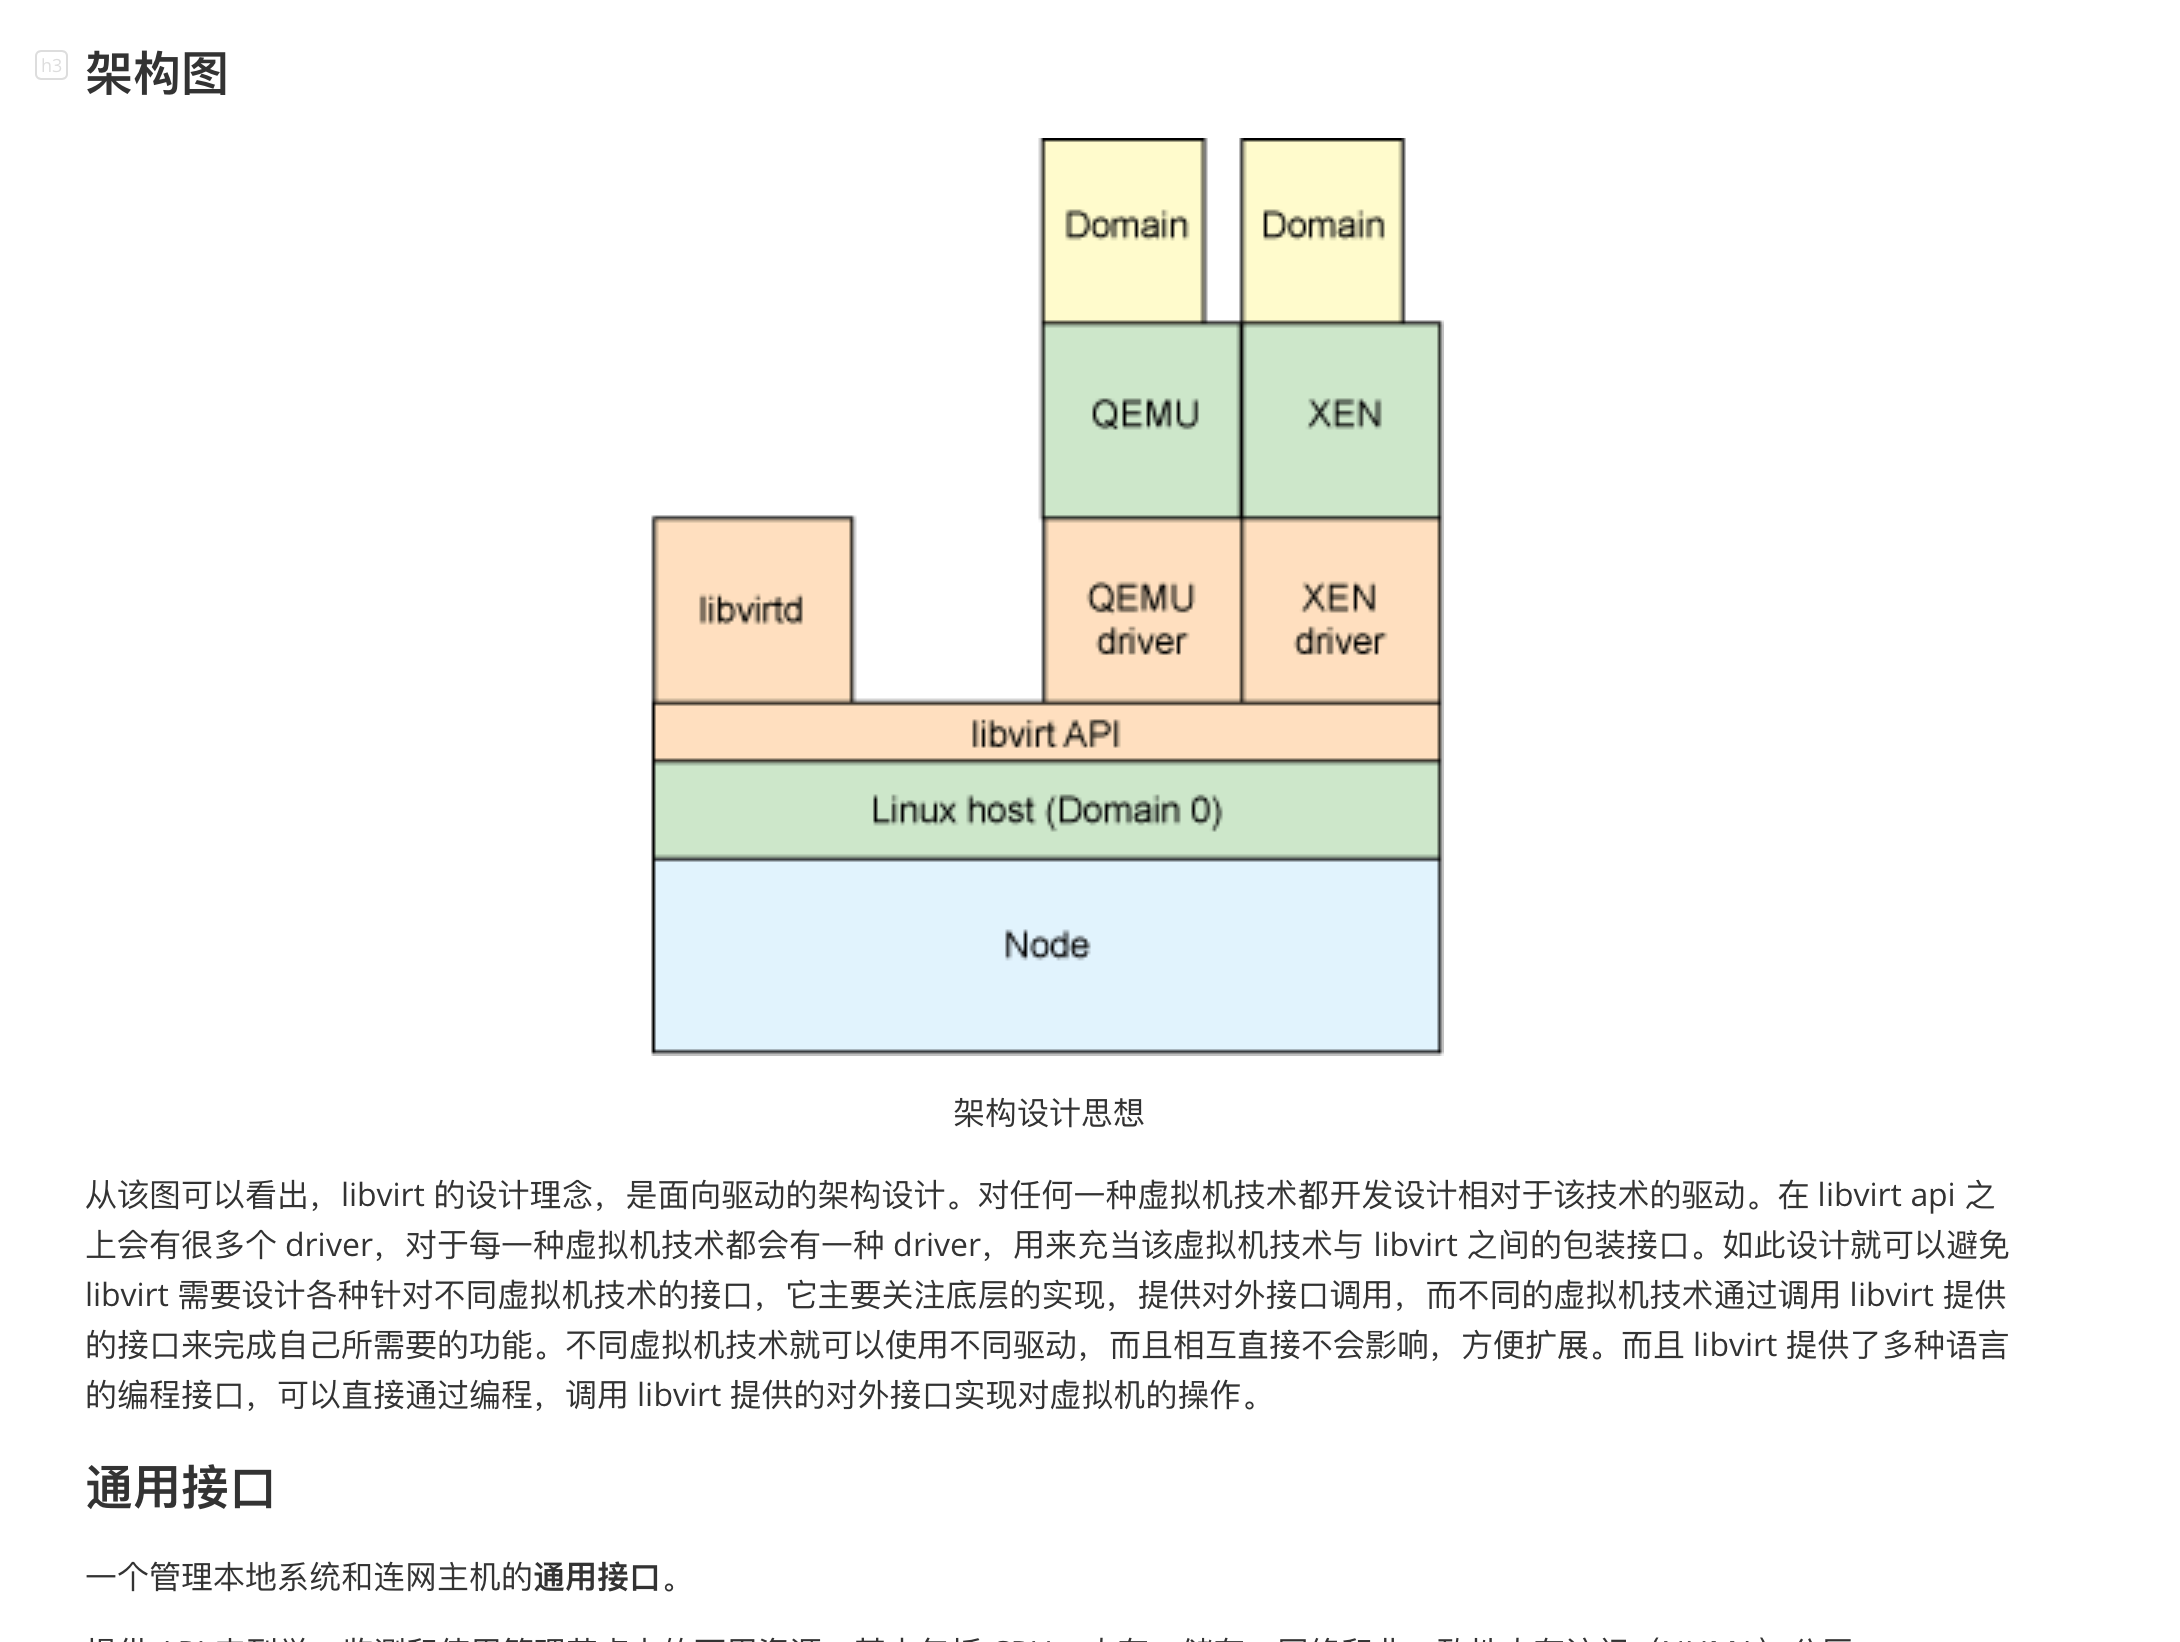 h3
架构图
Domain
Domain
QEMU
XEN
libvirtd
QEMU
driver
XEN
driver
libvirt API
Linux host (Domain 0)
Node
架构设计思想
从该图可以看出，libvirt 的设计理念，是面向驱动的架构设计。对任何一种虚拟机技术都开发设计相对于该技术的驱动。在 libvirt api 之
上会有很多个 driver，对于每一种虚拟机技术都会有一种 driver，用来充当该虚拟机技术与 libvirt 之间的包装接口。如此设计就可以避免
libvirt 需要设计各种针对不同虚拟机技术的接口，它主要关注底层的实现，提供对外接口调用，而不同的虚拟机技术通过调用 libvirt 提供
的接口来完成自己所需要的功能。不同虚拟机技术就可以使用不同驱动，而且相互直接不会影响，方便扩展。而且 libvirt 提供了多种语言
的编程接口，可以直接通过编程，调用 libvirt 提供的对外接口实现对虚拟机的操作。
通用接口
一个管理本地系统和连网主机的通用接口。